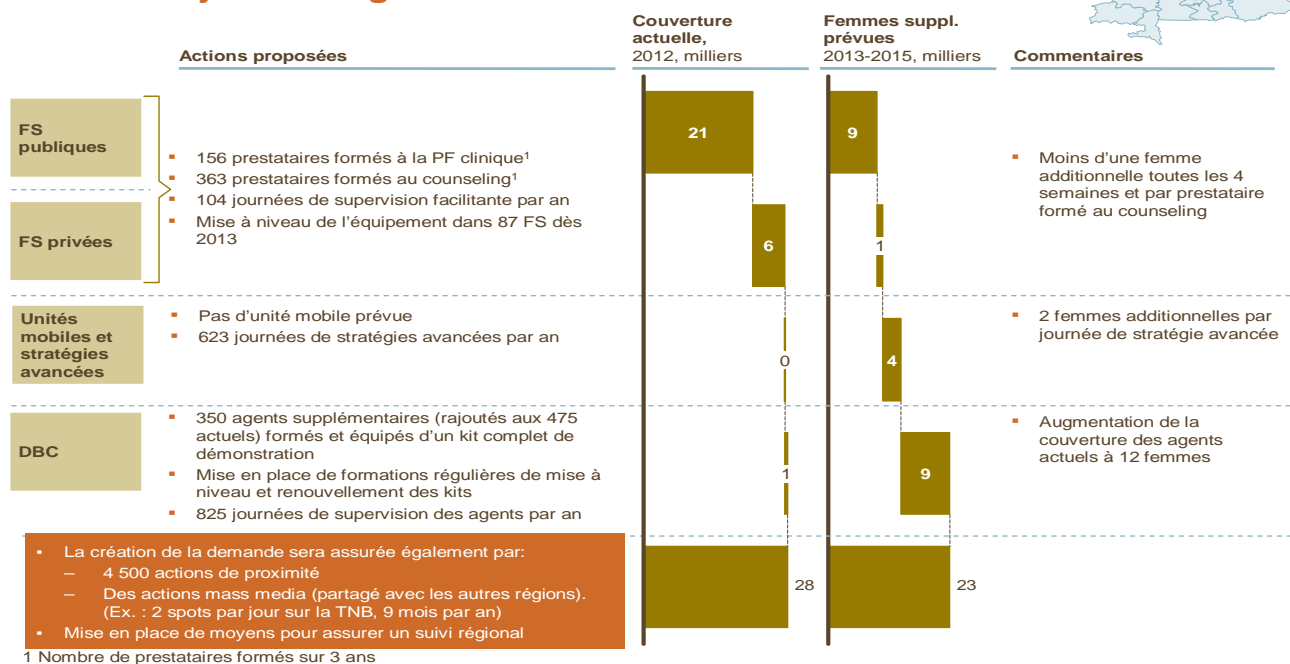 Couverture
actuelle,
2012, milliers
Femmes suppl.
prévues
2013-2015, milliers
Actions proposées
Commentaires
FS
publiques
FS privées
▪ 156 prestataires formés à la PF clinique¹
▪ 363 prestataires formés au counseling¹
▪ 104 journées de supervision facilitante par an
▪ Mise à niveau de l’équipement dans 87 FS dès
2013
21
6
9
1
▪ Moins d’une femme
additionnelle toutes les 4
semaines et par prestataire
formé au counseling
Unités
mobiles et
stratégies
avancées
▪ Pas d’unité mobile prévue
▪ 623 journées de stratégies avancées par an
0
4
▪ 2 femmes additionnelles par
journée de stratégie avancée
DBC
▪ 350 agents supplémentaires (rajoutés aux 475
actuels) formés et équipés d’un kit complet de
démonstration
▪ Mise en place de formations régulières de mise à
niveau et renouvellement des kits
▪ 825 journées de supervision des agents par an
1
9
▪ Augmentation de la
couverture des agents
actuels à 12 femmes
▪ La création de la demande sera assurée également par:
– 4 500 actions de proximité
– Des actions mass media (partagé avec les autres régions).
(Ex. : 2 spots par jour sur la TNB, 9 mois par an)
▪ Mise en place de moyens pour assurer un suivi régional
28
23
1 Nombre de prestataires formés sur 3 ans